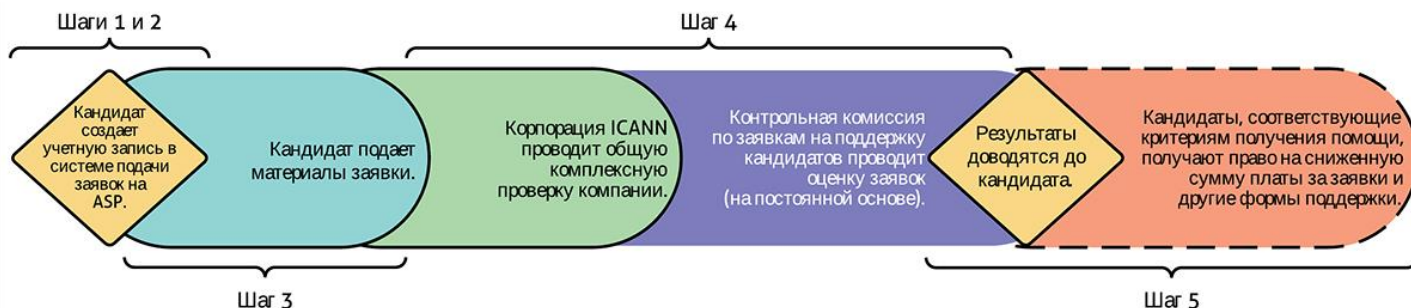 Шаги 1 и 2
Шаг 4
Кандидат
создает
учетную запись в
системе подачи
заявок на
ASP.
Кандидат подает
материалы заявки.
Корпорация ICANN
проводит общую
комплексную
проверку компании.
Контрольная комиссия
по заявкам на поддержку
кандидатов проводит
оценку заявок
(на постоянной основе).
Результаты
доводятся до
кандидата.
Кандидаты, соответствующие
критериям получения помощи,
получают право на сниженную
сумму платы за заявки и
другие формы поддержки.
Шаг 3
Шаг 5